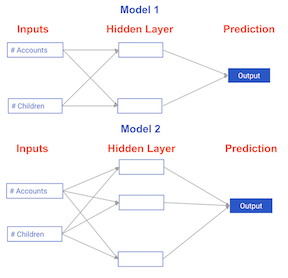 Model 1
Inputs Hidden Layer Prediction
# Accounts
Output
# Children
Model 2
Inputs Hidden Layer Prediction
# Accounts
Output
# Children